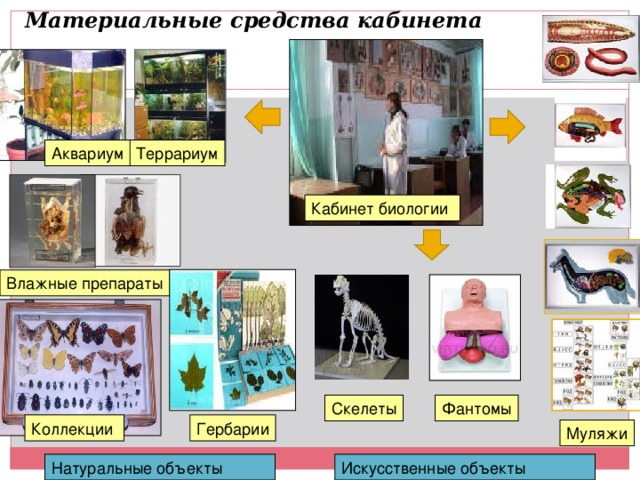 Материальные средства кабинета
Аквариум
Террариум
Кабинет биологии
Влажные препараты
Скелеты
Фантомы
Коллекции
Гербарии
Муляжи
Натуральные объекты
Искусственные объекты